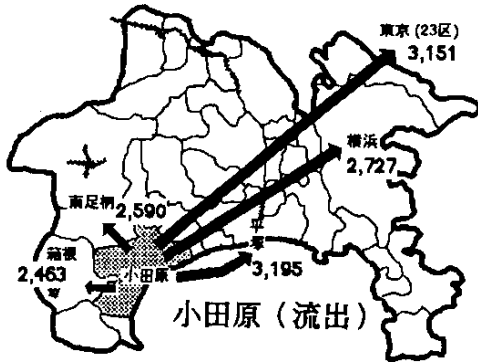 東京(23区)
3,151
横浜
2,727
南足柄 2,590
平塚
3,195
箱根
2,463
小田原
小田原(流出)